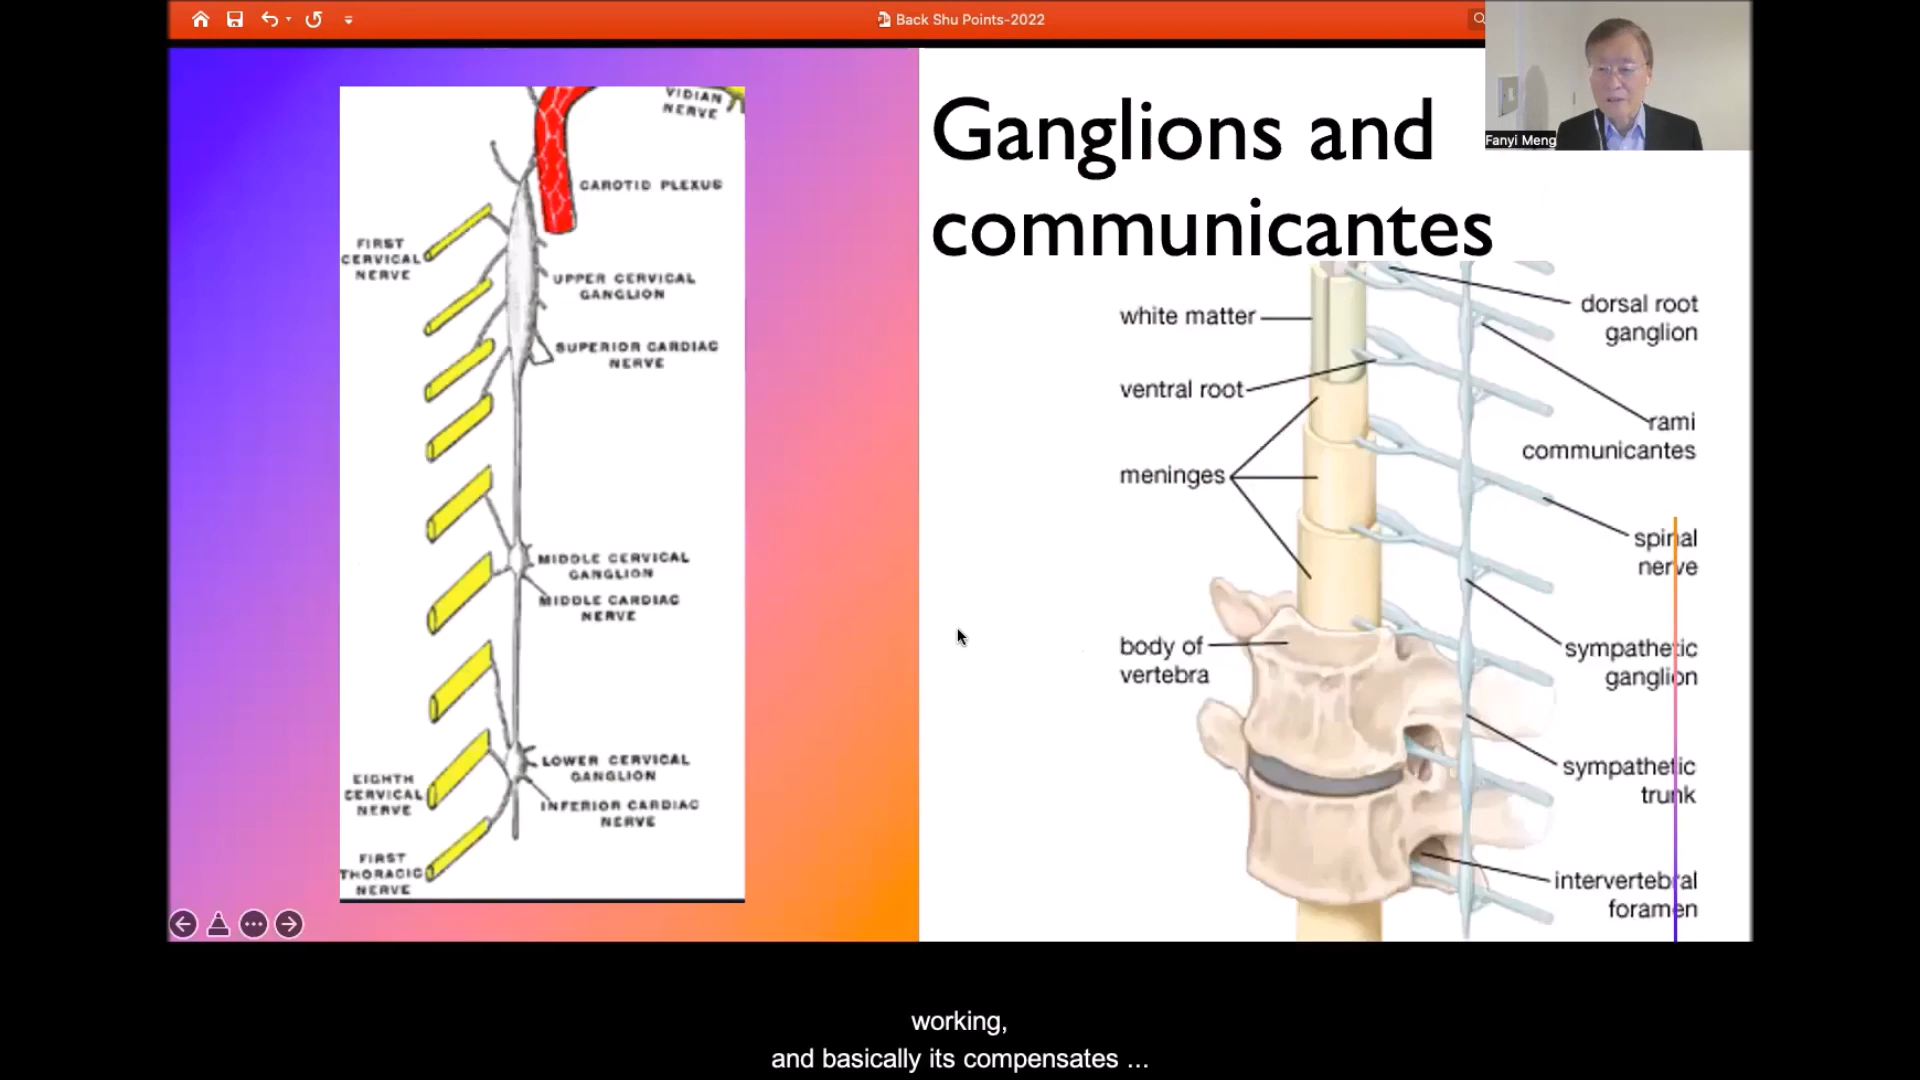 Back Shu Points-2022
Fanyi Meng
Ganglions and
communicantes
VIDIAN
NERVE
CAROTID PLEXUS
FIRST
CERVICAL
NERVE
UPPER CERVICAL
GANGLION
SUPERIOR CARDIAC
NERVE
MIDDLE CERVICAL
GANGLION
MIDDLE CARDIAC
NERVE
LOWER CERVICAL
GANGLION
EIGHTH
CERVICAL
NERVE
INFERIOR CARDIAC
NERVE
FIRST
THORACIC
NERVE
white matter
ventral root
meninges
body of
vertebra
dorsal root
ganglion
rami
communicantes
spinal
nerve
sympathetic
ganglion
sympathetic
trunk
intervertebral
foramen
working,
and basically its compensates ...